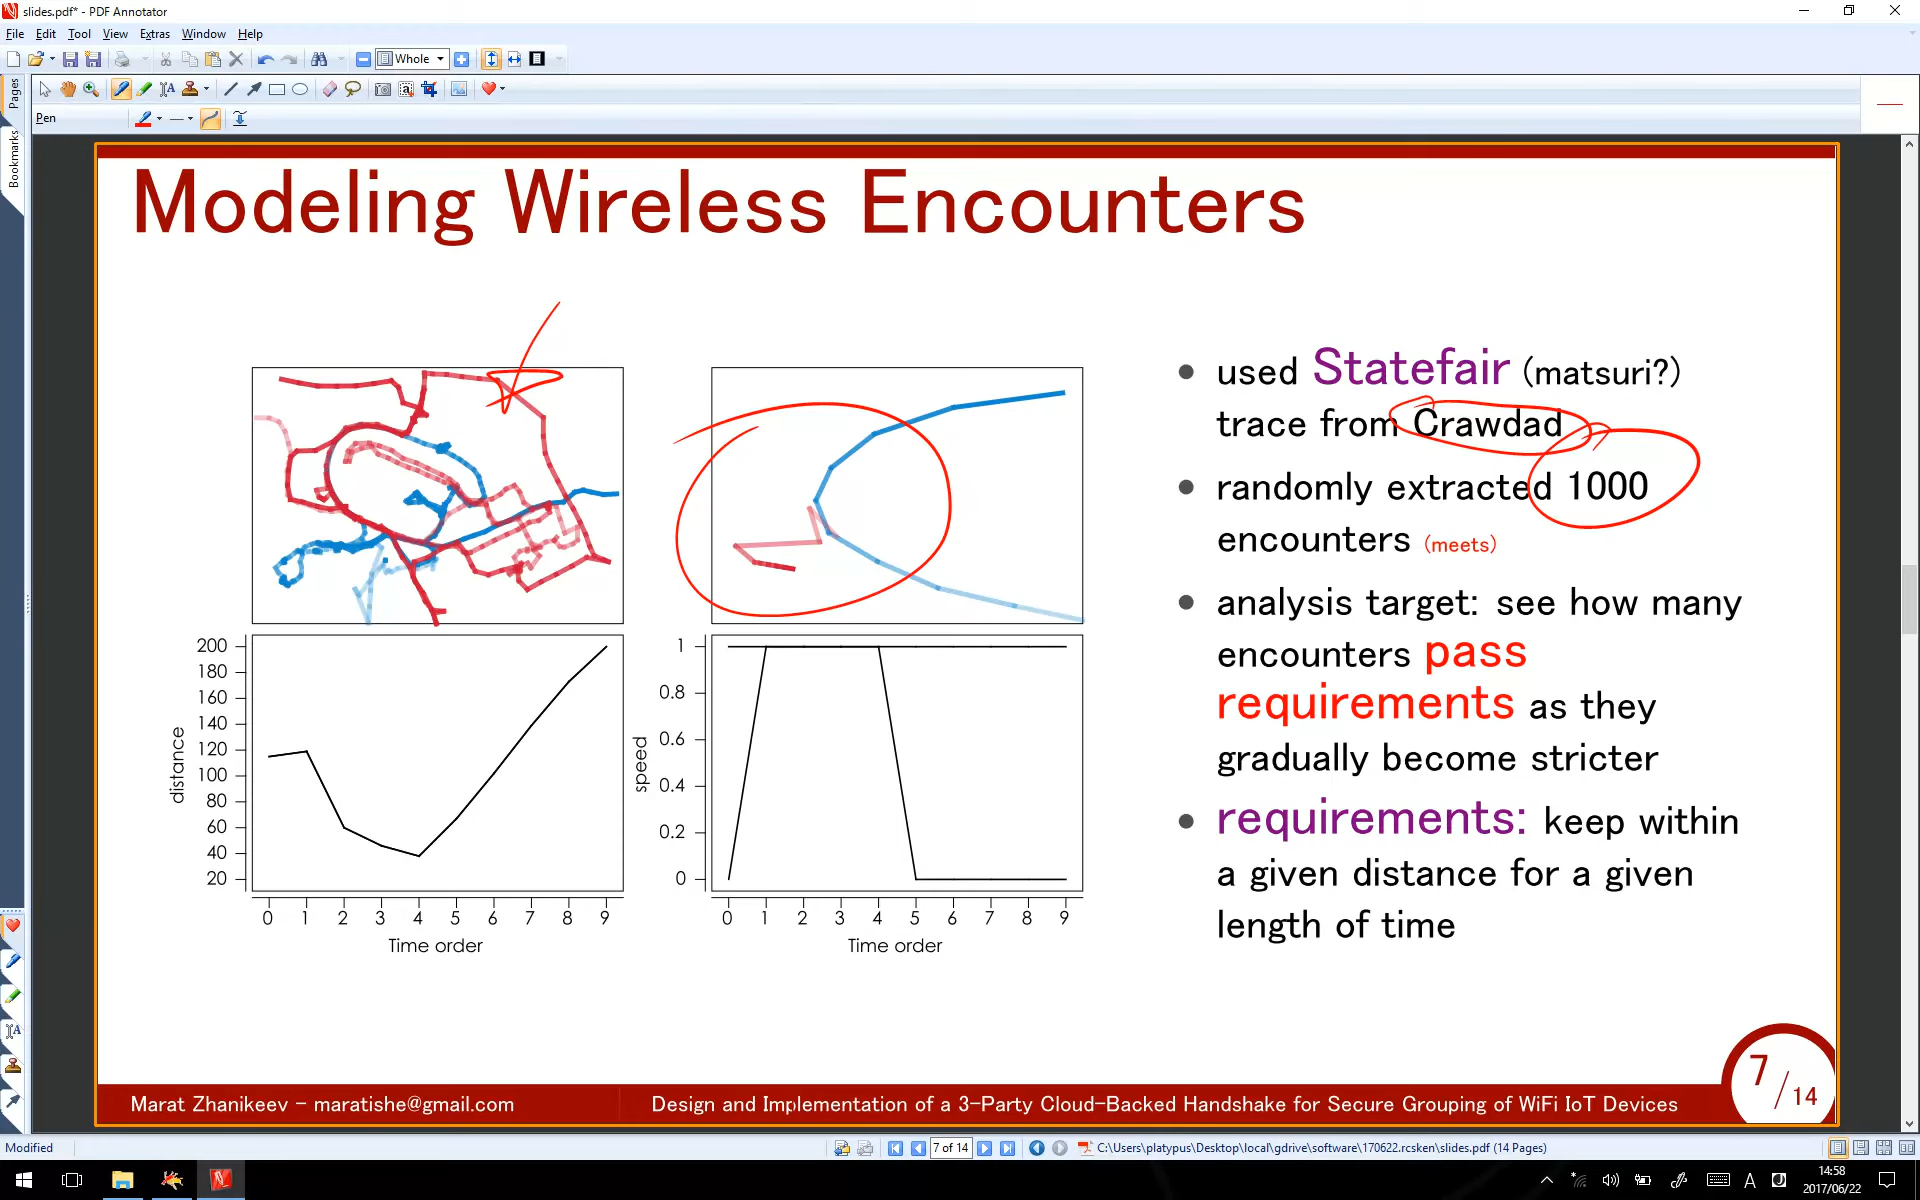 slides.pdf* - PDF Annotator
File Edit Tool View Extras Window Help
Whole
Pen
Pages
Bookmarks
Modeling Wireless Encounters
used Statefair (matsuri?)
trace from Crawdad
randomly extracted 1000
encounters (meets)
analysis target: see how many
encounters pass
requirements as they
gradually become stricter
requirements: keep within
a given distance for a given
length of time
distance
200
180
160
140
120
100
80
60
40
20
0 1 2 3 4 5 6 7 8 9
Time order
speed
1
0.8
0.6
0.4
0.2
0
0 1 2 3 4 5 6 7 8 9
Time order
7/14
Marat Zhanikeev - maratishe@gmail.com
Design and Implementation of a 3-Party Cloud-Backed Handshake for Secure Grouping of WiFi IoT Devices
Modified
7 of 14
C:\Users\platypus\Desktop\local\gdrive\software\170622.rcsken\slides.pdf (14 Pages)
A
14:58
2017/06/22